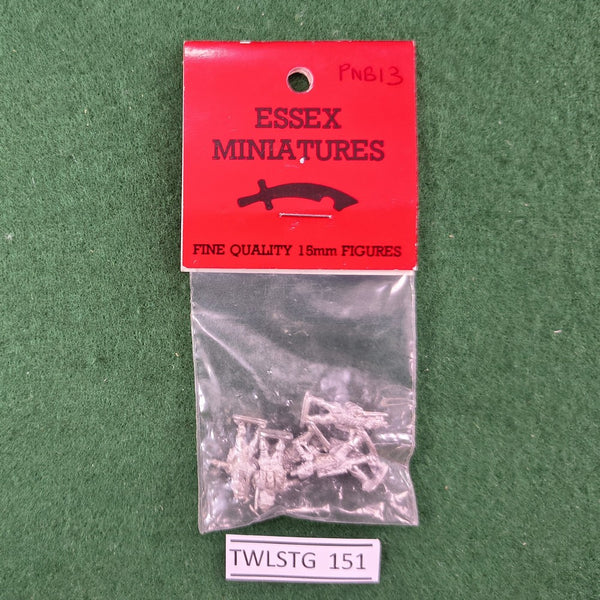 PNB13
ESSEX
MINIATURES
FINE QUALITY 15mm FIGURES
TWLSTG 151